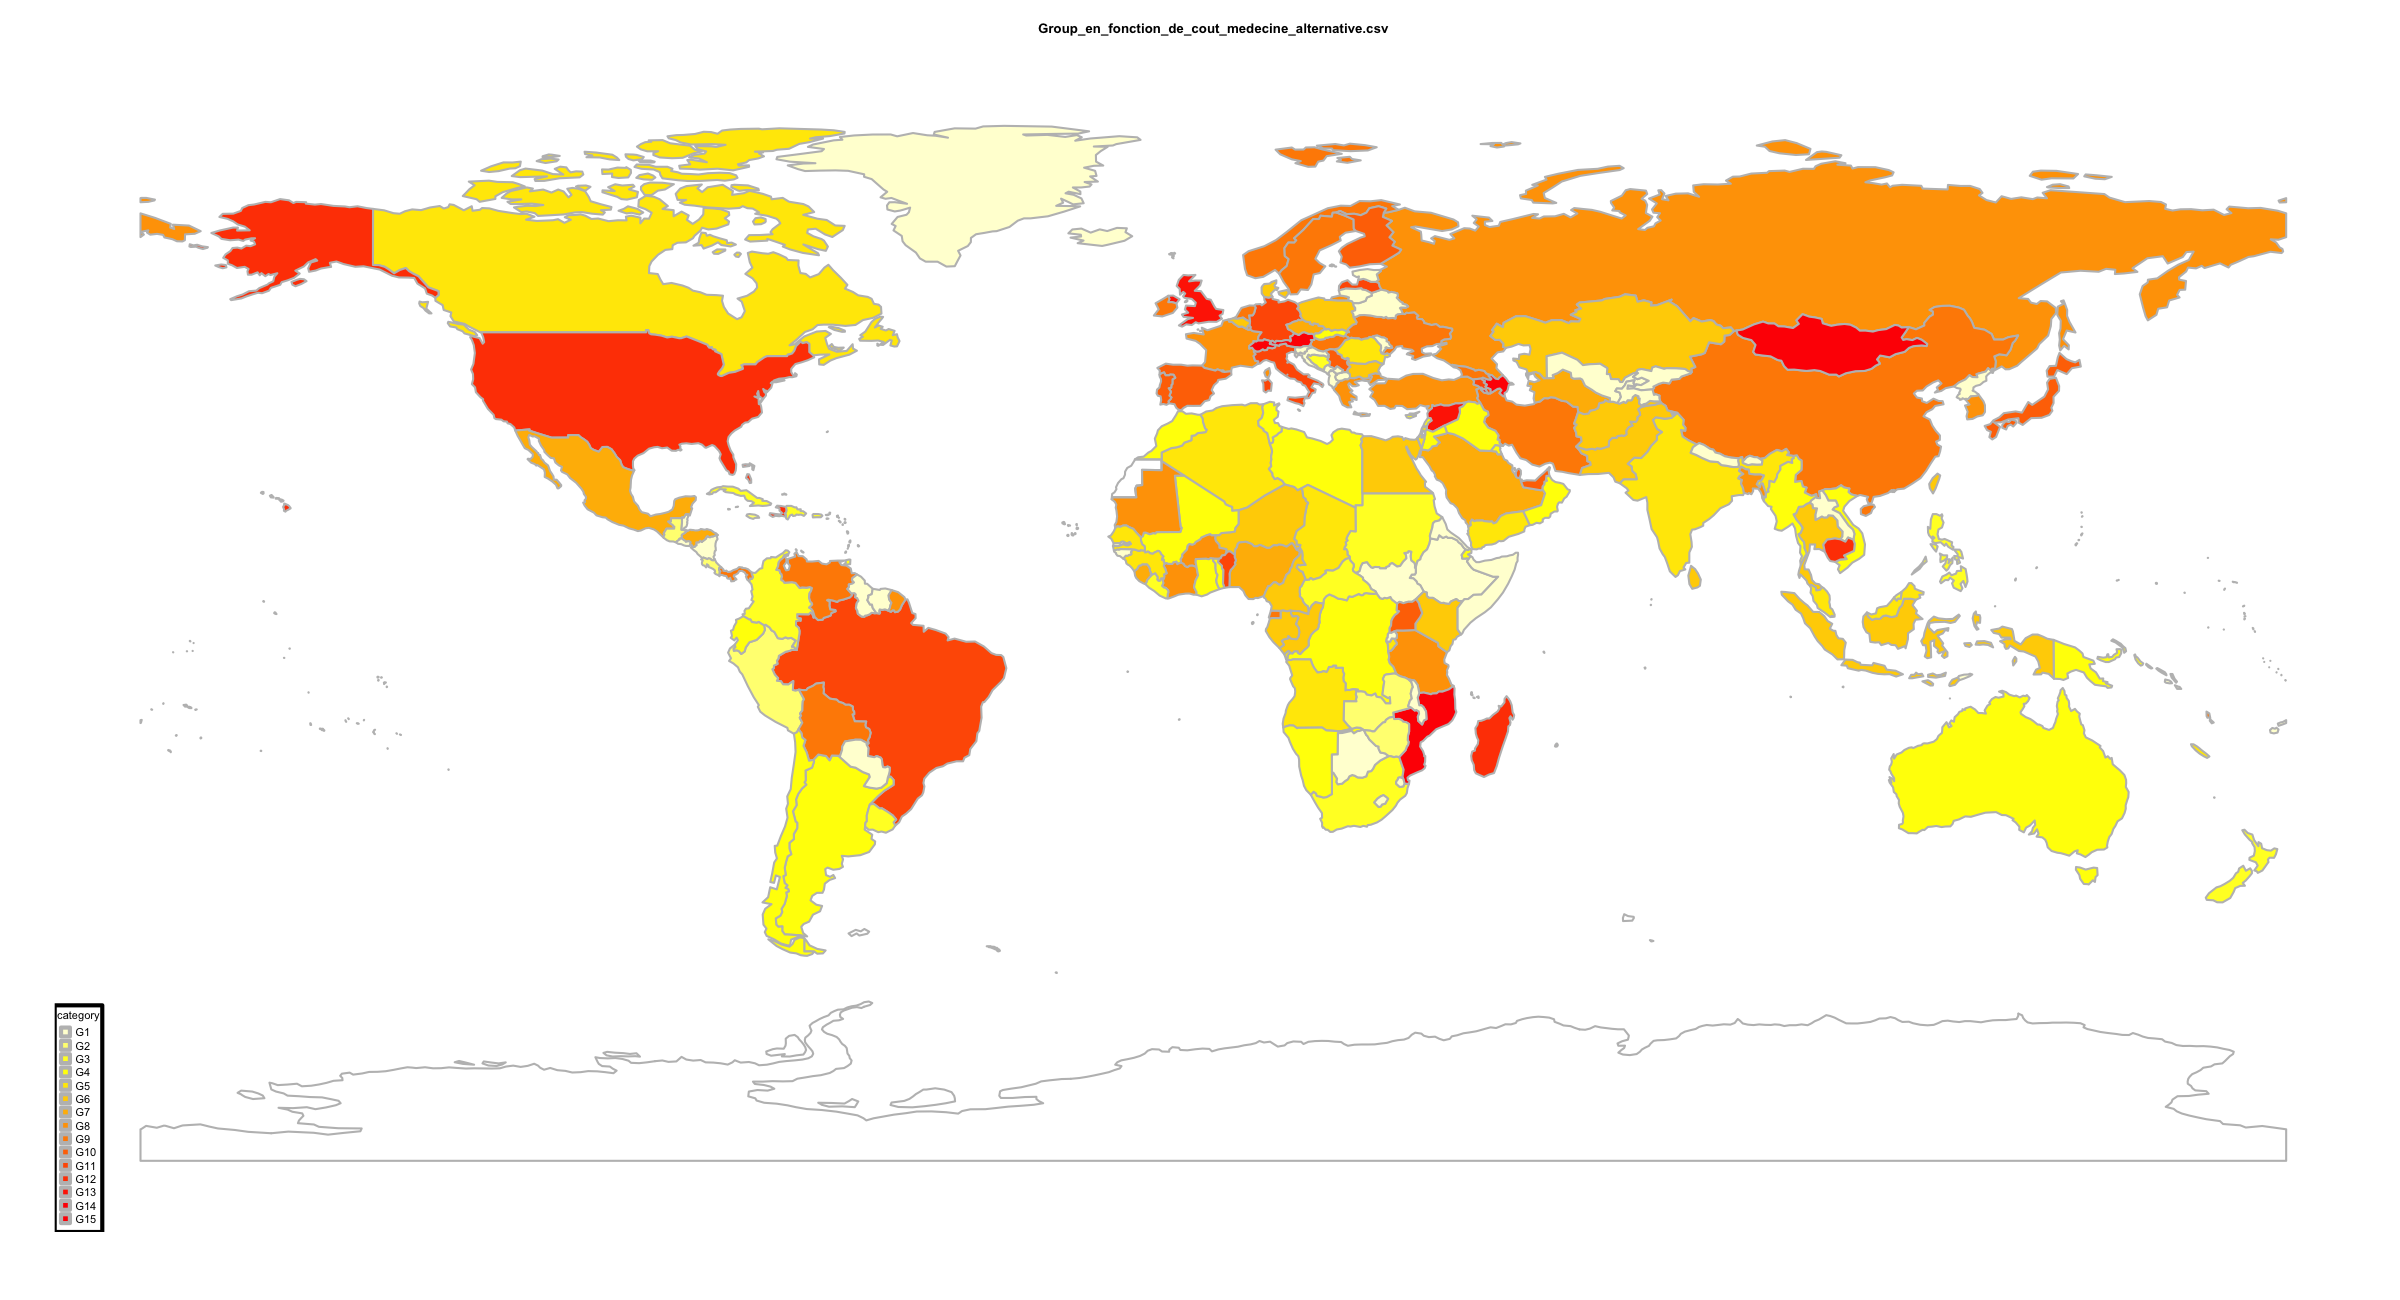 Group_en_fonction_de_cout_medecine_alternative.csv
category
G1
G2
G3
G4
G5
G6
G7
G8
G9
G10
G11
G12
G13
G14
G15